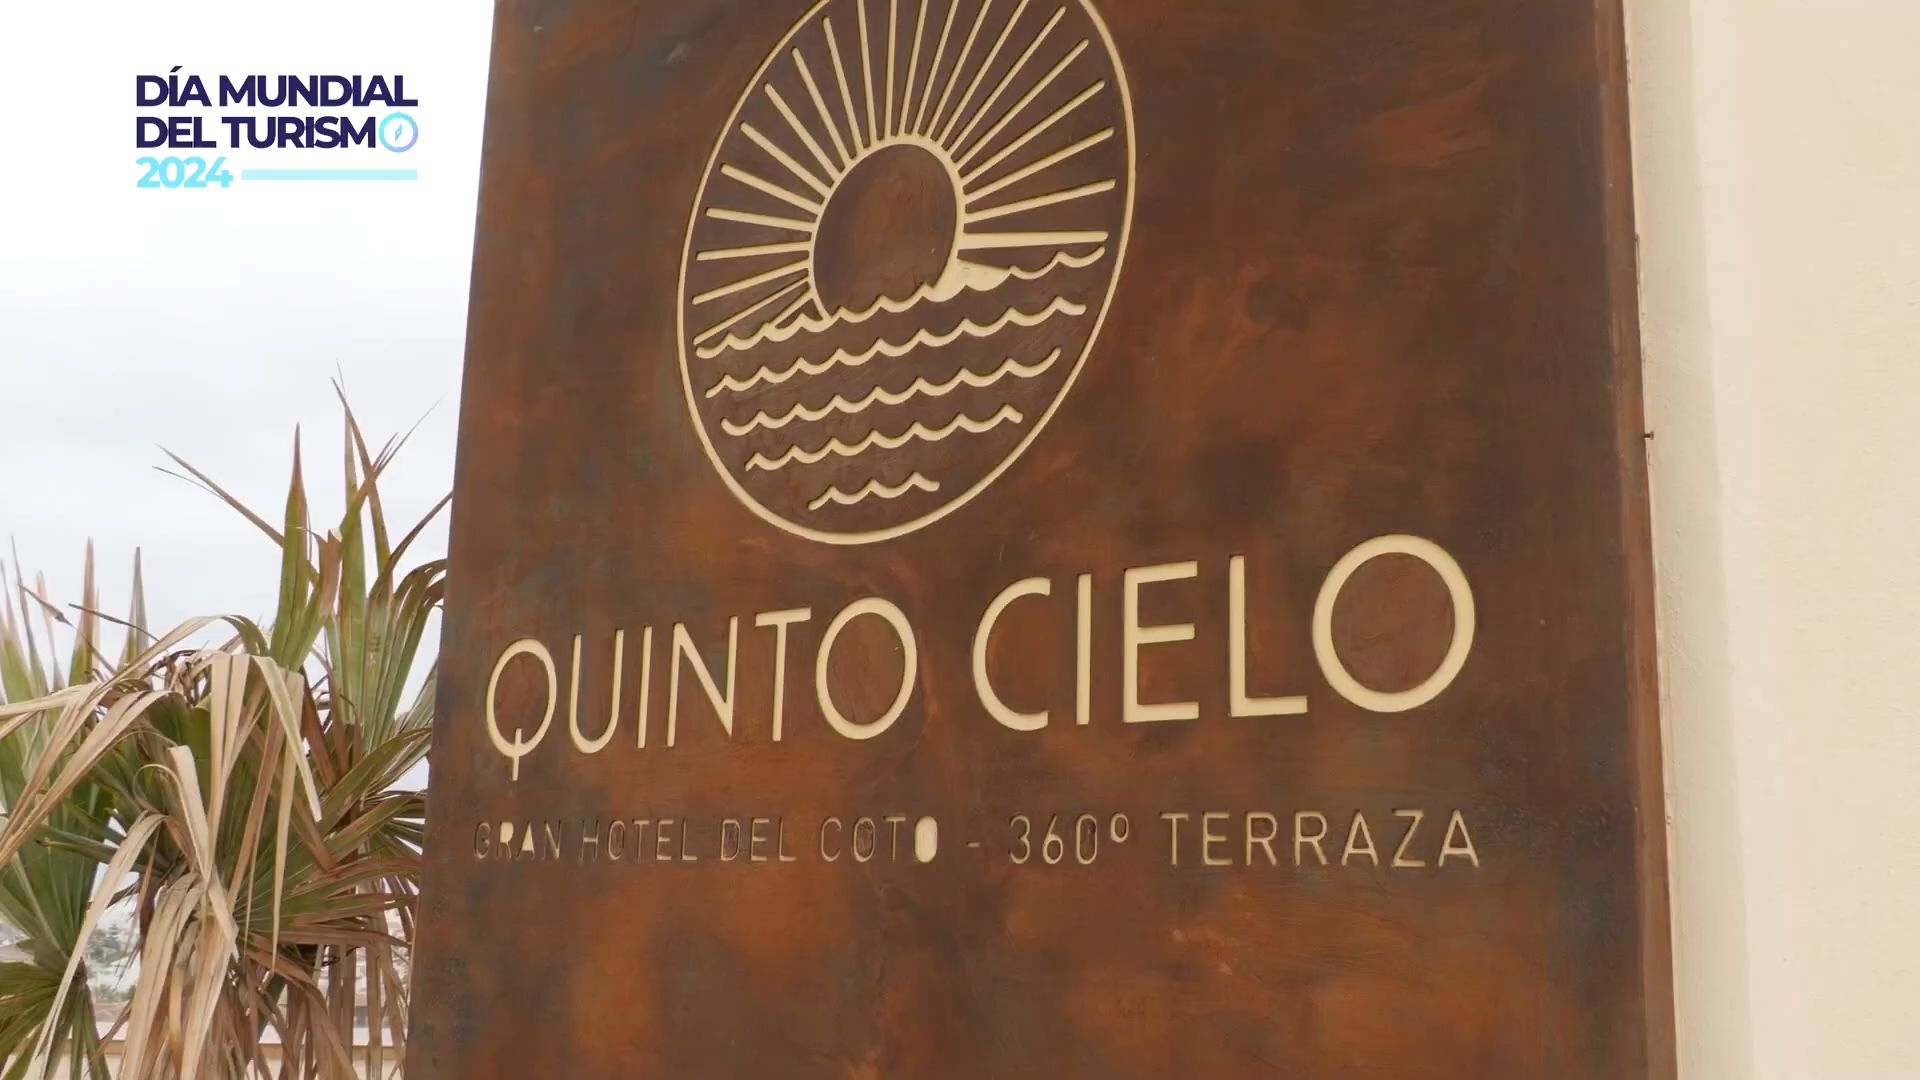 DÍA MUNDIAL
DEL TURISMO
2024
QUINTO CIELO
GRAN HOTEL DEL COTO - 360º TERRAZA